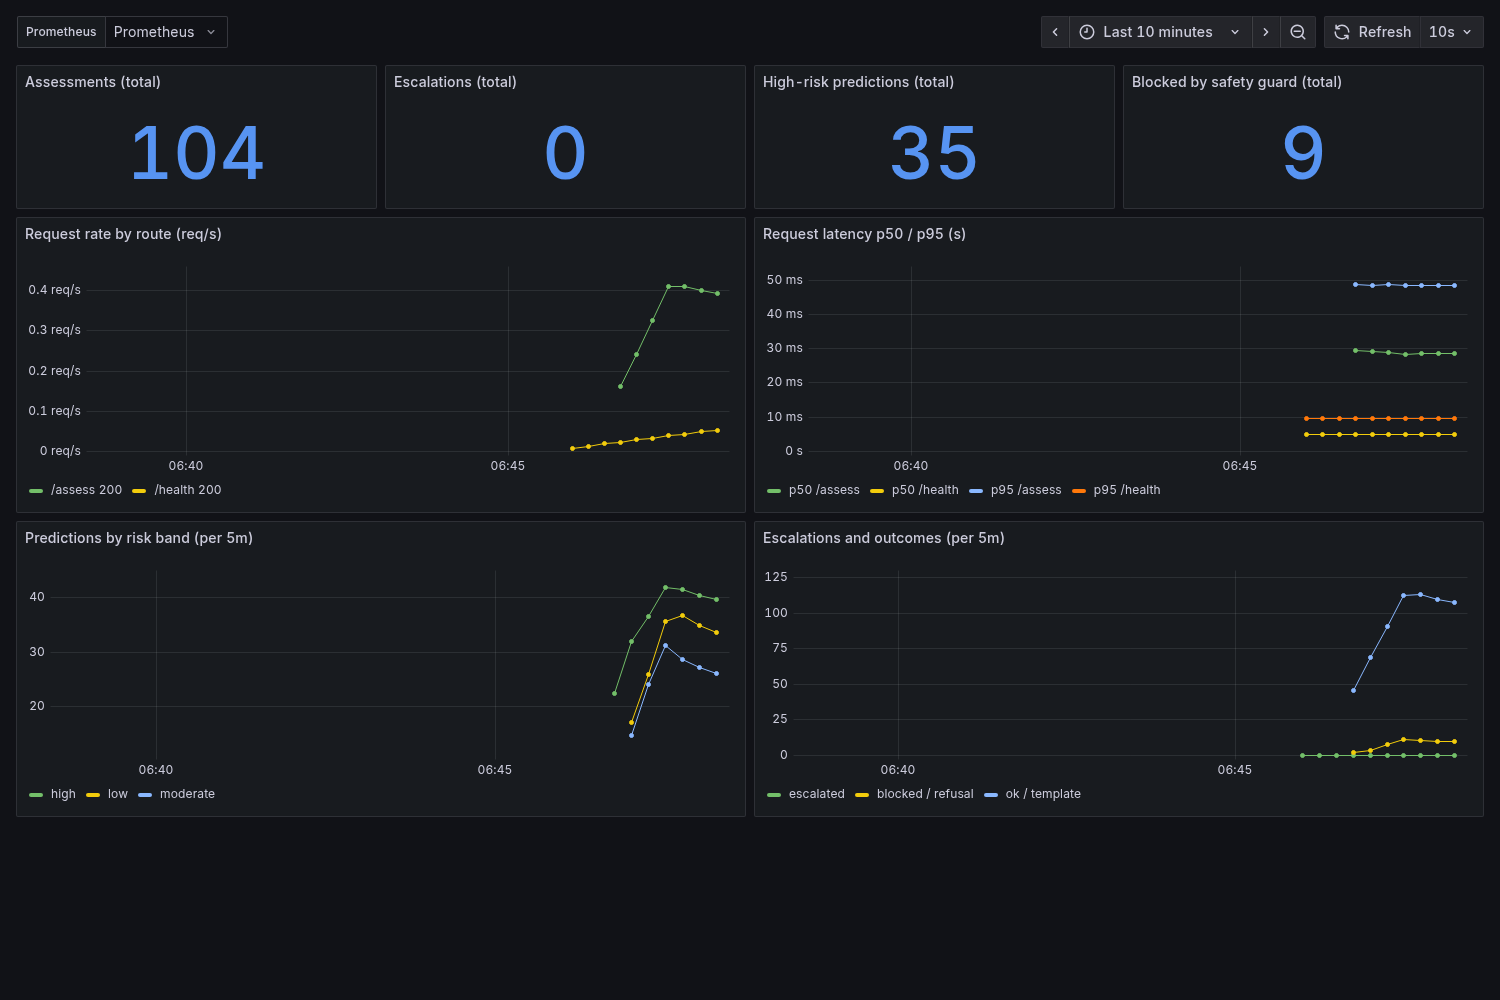 Prometheus Prometheus Last 10 minutes Refresh 10s
Assessments (total) Escalations (total) High-risk predictions (total) Blocked by safety guard (total)
104 0 35 9
Request rate by route (req/s)
0.4 req/s
0.3 req/s
0.2 req/s
0.1 req/s
0 req/s
06:40 06:45
/assess 200 /health 200
Request latency p50 / p95 (s)
50 ms
40 ms
30 ms
20 ms
10 ms
0 s
06:40 06:45
p50 /assess p50 /health p95 /assess p95 /health
Predictions by risk band (per 5m)
40
30
20
06:40 06:45
high low moderate
Escalations and outcomes (per 5m)
125
100
75
50
25
0
06:40 06:45
escalated blocked / refusal ok / template